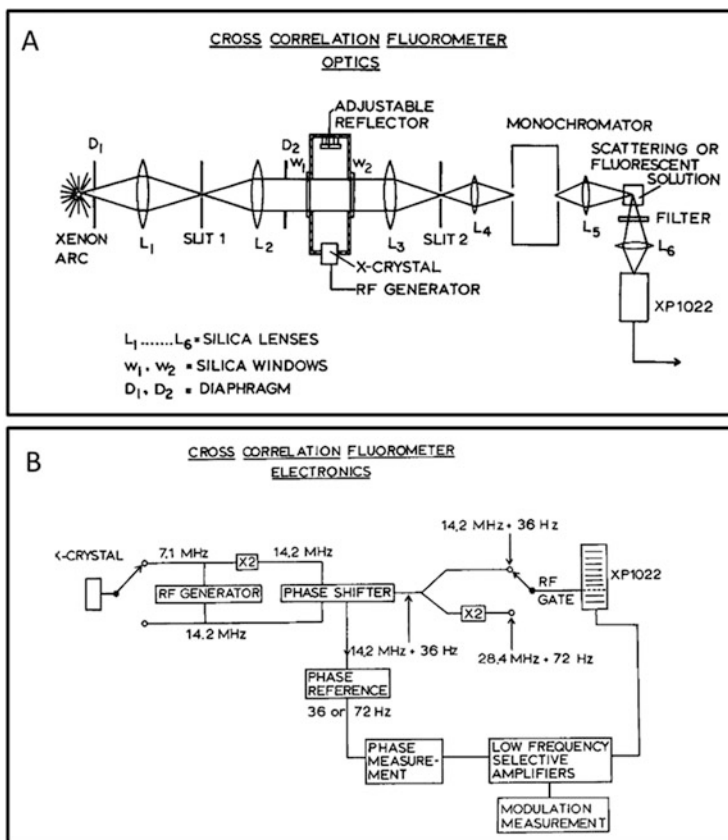 A
CROSS CORRELATION FLUOROMETER
OPTICS
ADJUSTABLE
REFLECTOR
MONOCHROMATOR
SCATTERING OR
FLUORESCENT
SOLUTION
D1
D2
W1
W2
XENON
ARC
L1
SLIT 1
L2
L3
SLIT 2
L4
L5
FILTER
L6
X-CRYSTAL
RF GENERATOR
XP1022
L1.......L6 = SILICA LENSES
W1, W2 = SILICA WINDOWS
D1, D2 = DIAPHRAGM
B
CROSS CORRELATION FLUOROMETER
ELECTRONICS
X-CRYSTAL
7,1 MHz
X2
14,2 MHz
14,2 MHz + 36 Hz
XP1022
RF GENERATOR
PHASE SHIFTER
RF
GATE
X2
14,2 MHz
14,2 MHz + 36 Hz
28,4 MHz + 72 Hz
PHASE
REFERENCE
36 or 72 Hz
PHASE
MEASURE-
MENT
LOW FREQUENCY
SELECTIVE
AMPLIFIERS
MODULATION
MEASUREMENT